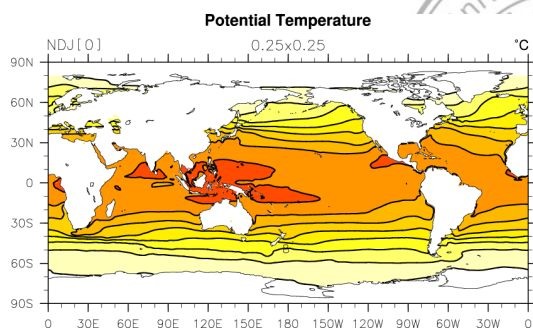 Potential Temperature
NDJ[0] 0.25x0.25 °C
90N
60N
30N
0
30S
60S
90S
0 30E 60E 90E 120E 150E 180 150W 120W 90W 60W 30W 0